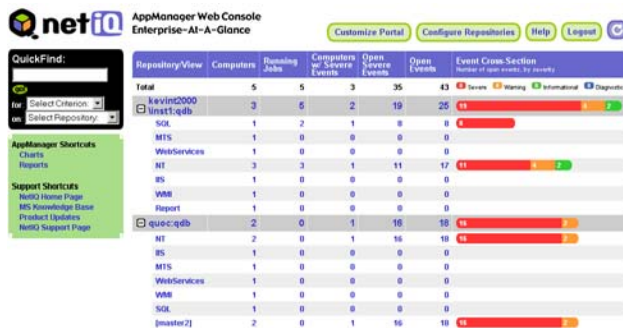 netiQ
AppManager Web Console
Enterprise-At-A-Glance
Customize Portal
Configure Repositories
Help
Logout
QuickFind:
go!
for: Select Criterion:
on: Select Repository:
AppManager Shortcuts
Charts
Reports
Support Shortcuts
NetIQ Home Page
MS Knowledge Base
Product Updates
NetIQ Support Page
Repository/View Computers Running Jobs Computers w/ Severe Events Open Severe Events Open Events Event Cross-Section
Number of open events, by severity
Total 5 5 3 35 43 Severe Warning Informational Diagnostic
kevint2000\inst1:qdb 3 5 2 19 25 19 4 2
SQL 1 2 1 8 8 8
MTS 1 0 0 0 0
WebServices 1 0 0 0 0
NT 3 3 1 11 17 11 4 2
IIS 1 0 0 0 0
WMI 1 0 0 0 0
Report 1 0 0 0 0
quoc:qdb 2 0 1 16 18 16 2
NT 2 0 1 16 18 16 2
IIS 1 0 0 0 0
MTS 1 0 0 0 0
WebServices 1 0 0 0 0
WMI 1 0 0 0 0
SQL 1 0 0 0 0
[master2] 2 0 1 16 18 16 2